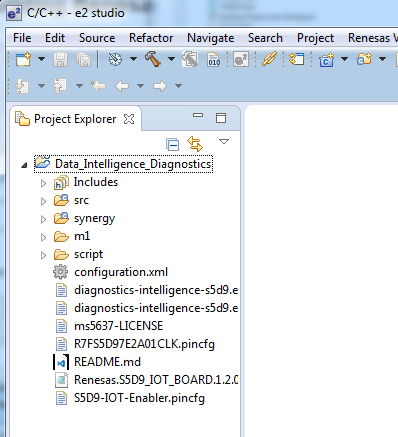 C/C++ - e2 studio
File Edit Source Refactor Navigate Search Project Renesas V
010
Project Explorer
Data_Intelligence_Diagnostics
Includes
src
synergy
m1
script
configuration.xml
diagnostics-intelligence-s5d9.e
diagnostics-intelligence-s5d9.e
ms5637-LICENSE
R7FS5D97E2A01CLK.pincfg
README.md
Renesas.S5D9_IOT_BOARD.1.2.0
S5D9-IOT-Enabler.pincfg